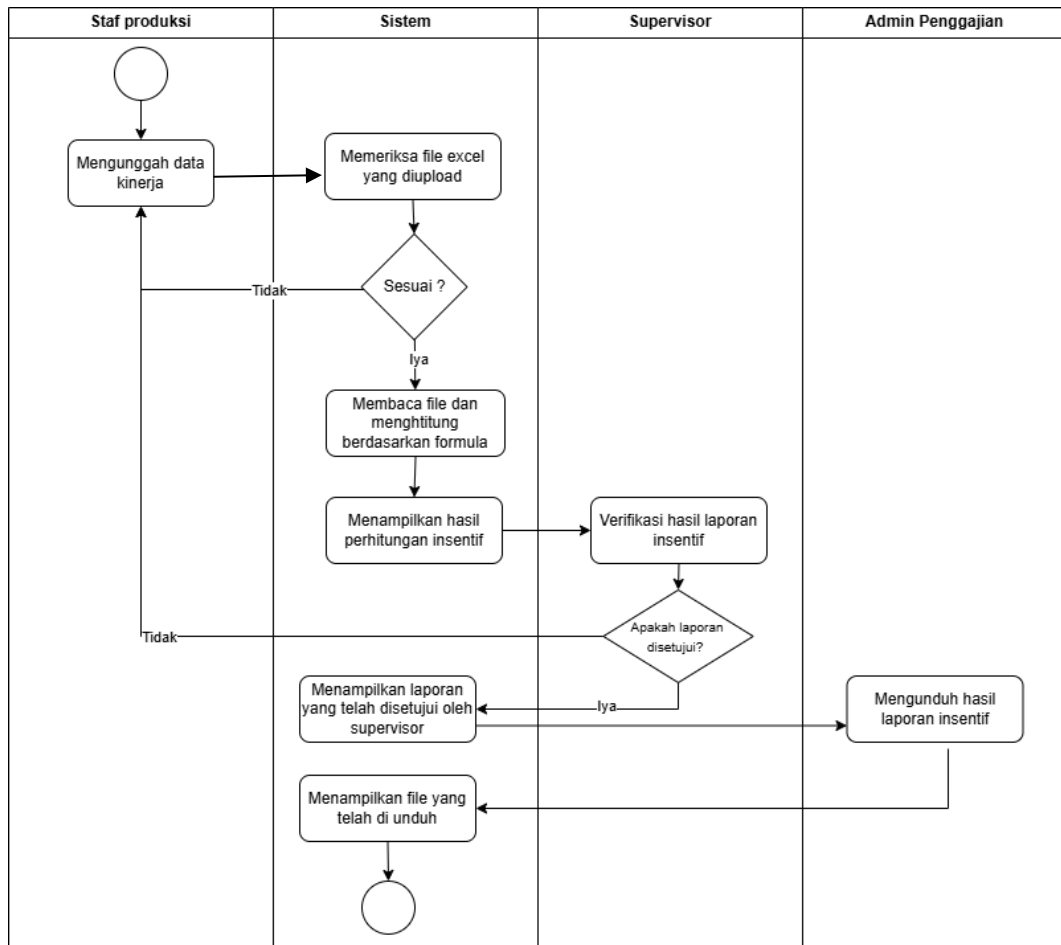 Staf produksi
Sistem
Supervisor
Admin Penggajian
Mengunggah data
kinerja
Memeriksa file excel
yang diupload
Sesuai ?
Tidak
Iya
Membaca file dan
menghtitung
berdasarkan formula
Menampilkan hasil
perhitungan insentif
Verifikasi hasil laporan
insentif
Apakah laporan
disetujui?
Tidak
Iya
Menampilkan laporan
yang telah disetujui oleh
supervisor
Mengunduh hasil
laporan insentif
Menampilkan file yang
telah di unduh